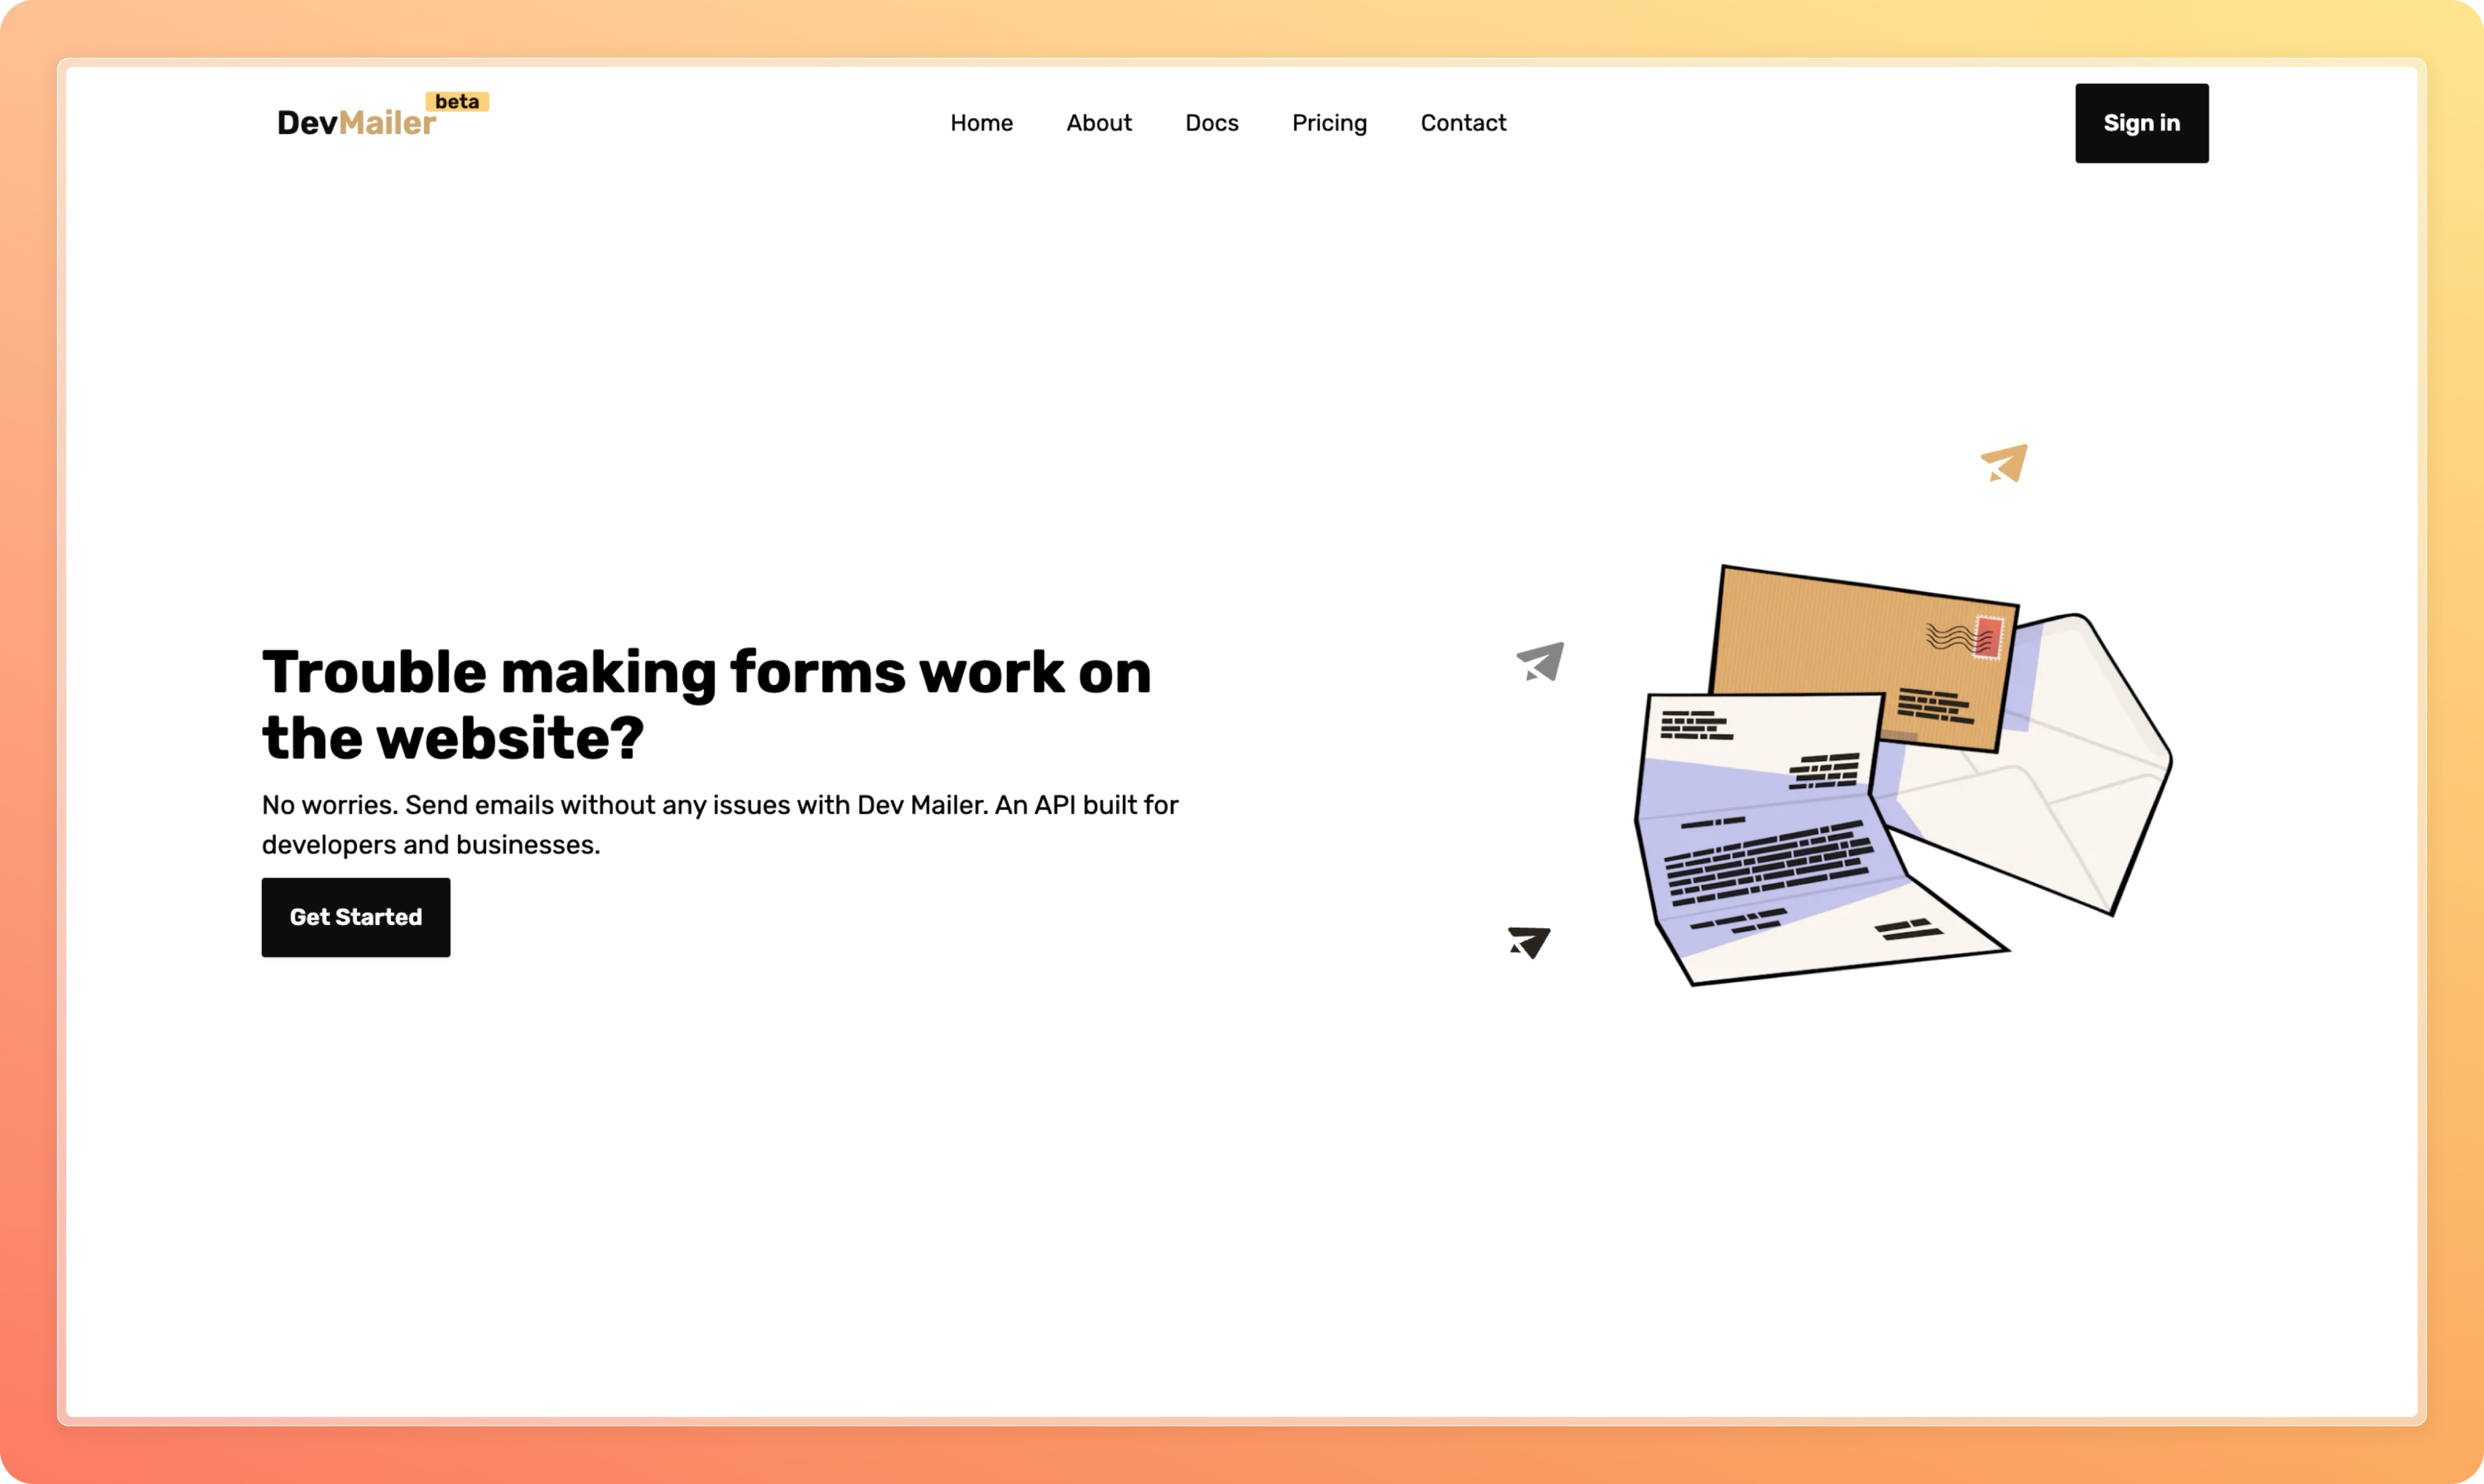 DevMailer beta
Home About Docs Pricing Contact
Sign in
Trouble making forms work on
the website?
No worries. Send emails without any issues with Dev Mailer. An API built for
developers and businesses.
Get Started